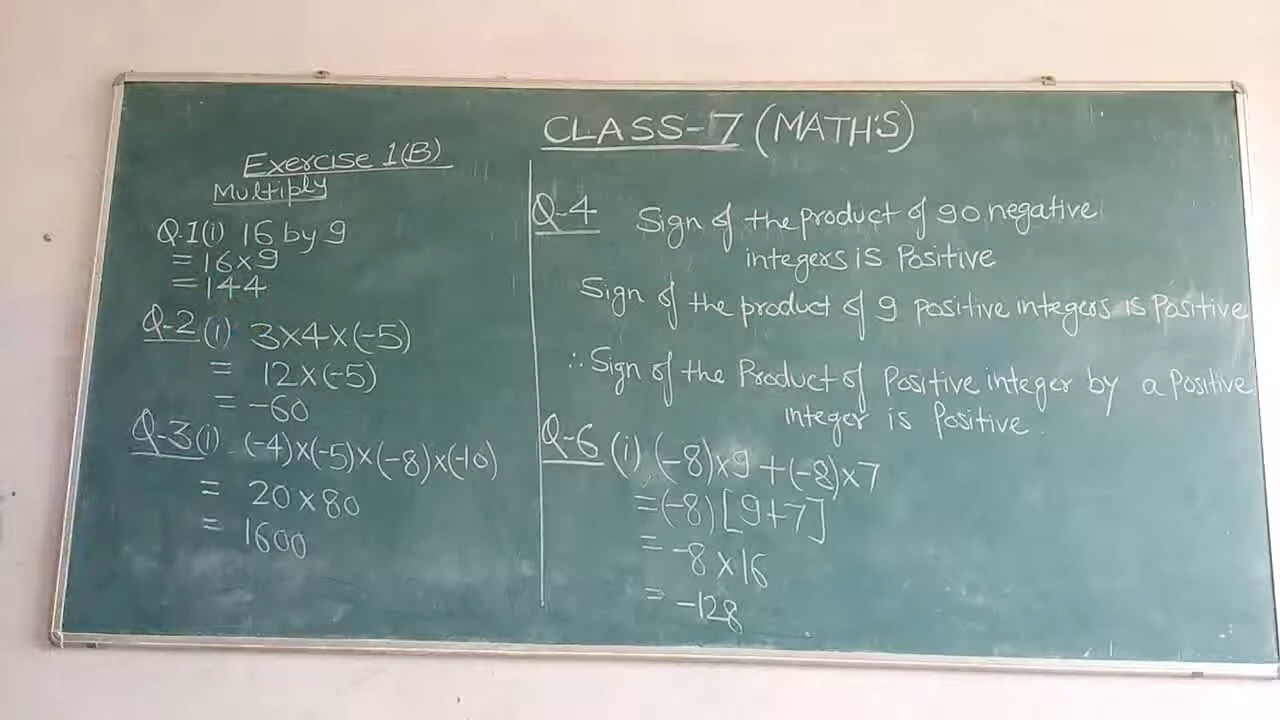 CLASS-7 (MATH'S)
Exercise 1(B)
Multiply
Q.1(i) 16 by 9
= 16×9
= 144
Q-2 (i) 3×4×(-5)
= 12×(-5)
= -60
Q-3(i) (-4)×(-5)×(-8)×(-10)
= 20×80
= 1600
Q-4 Sign of the product of 90 negative
integers is Positive
Sign of the product of 9 positive integers is Positive
∴ Sign of the Product of Positive integer by a Positive
integer is Positive.
Q-6 (i) (-8)×9+(-8)×7
=(-8)[9+7]
= -8×16
= -128